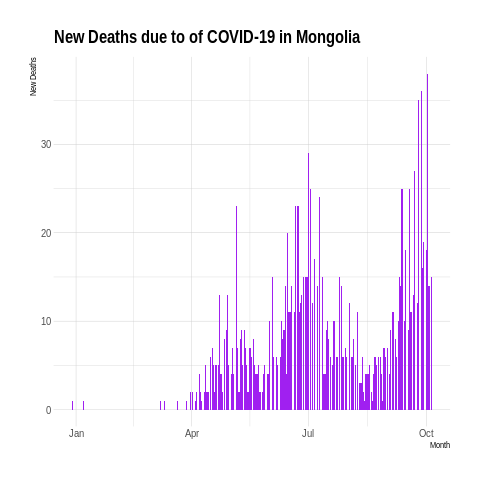 New Deaths due to of COVID-19 in Mongolia
New Deaths
30
20
10
0
Jan Apr Jul Oct
Month